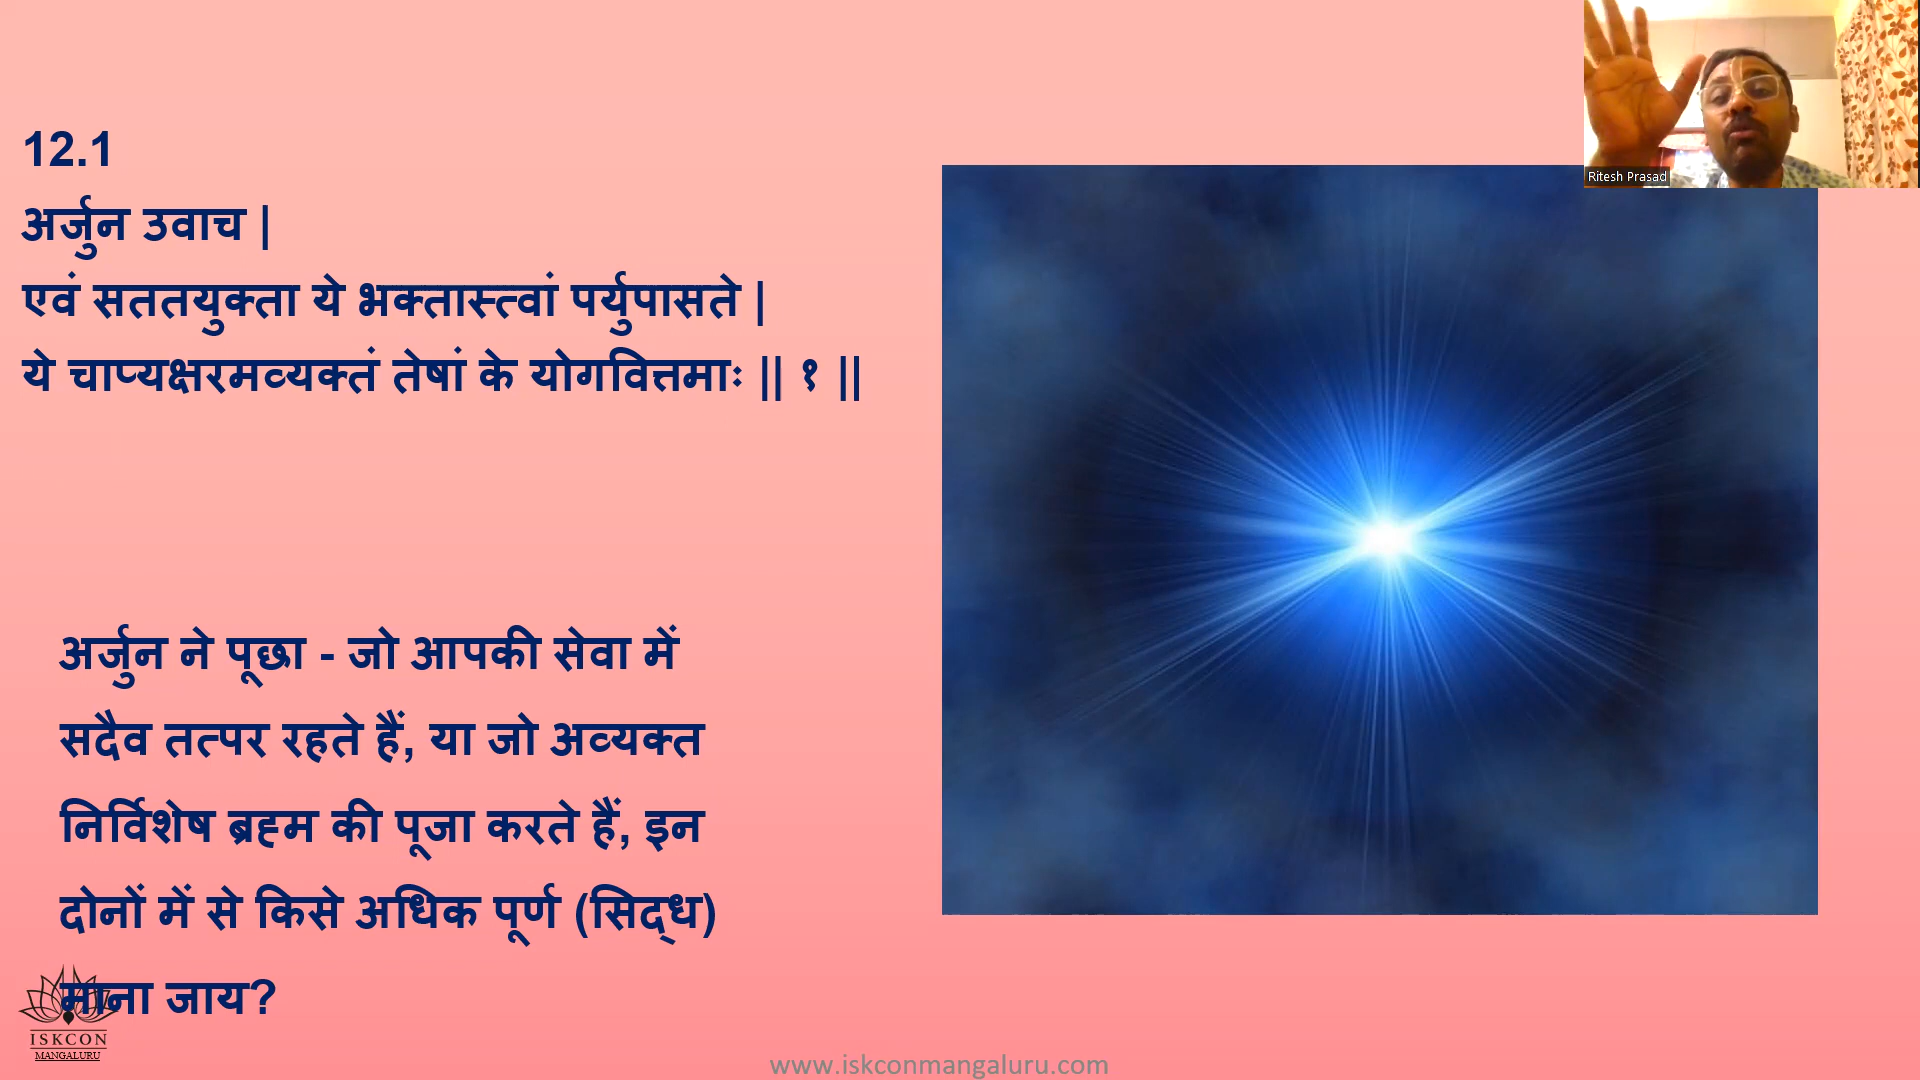 12.1
अर्जुन उवाच |
एवं सततयुक्ता ये भक्तास्त्वां पर्युपासते |
ये चाप्यक्षरमव्यक्तं तेषां के योगवित्तमाः || १ ||
अर्जुन ने पूछा - जो आपकी सेवा में
सदैव तत्पर रहते हैं, या जो अव्यक्त
निर्विशेष ब्रह्म की पूजा करते हैं, इन
दोनों में से किसे अधिक पूर्ण (सिद्ध)
माना जाय?
ISKCON
MANGALURU
www.iskconmangaluru.com
Ritesh Prasad